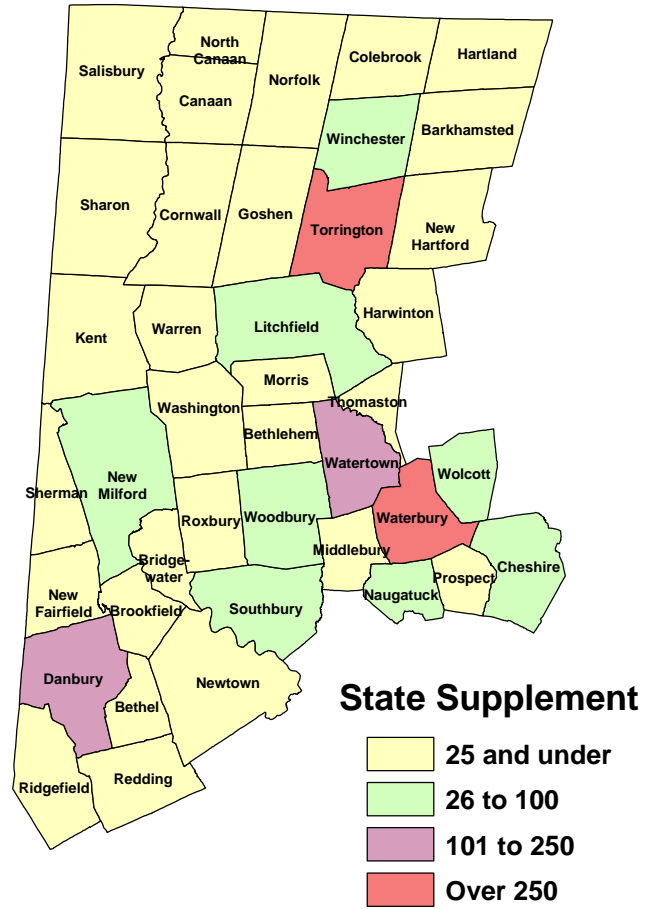 North
Canaan
Salisbury
Colebrook
Hartland
Norfolk
Canaan
Winchester
Barkhamsted
Sharon
Cornwall
Goshen
Torrington
New
Hartford
Kent
Warren
Litchfield
Harwinton
Morris
Washington
Thomaston
Bethlehem
Watertown
Wolcott
Sherman
New
Milford
Roxbury
Woodbury
Waterbury
Middlebury
Bridge-
water
Cheshire
Prospect
Naugatuck
New
Fairfield
Brookfield
Southbury
Danbury
Newtown
Bethel
Ridgefield
Redding
State Supplement
25 and under
26 to 100
101 to 250
Over 250